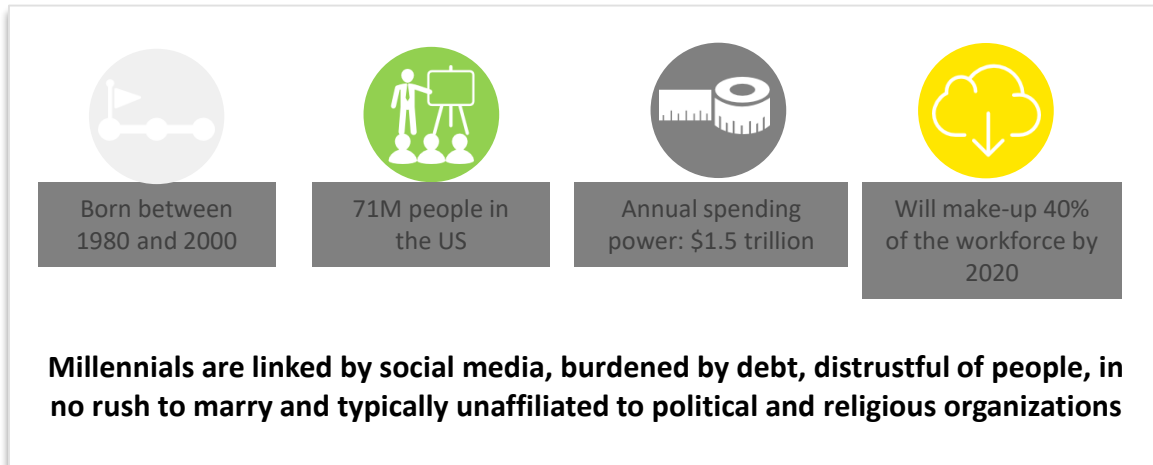 Born between
1980 and 2000
71M people in
the US
Annual spending
power: $1.5 trillion
Will make-up 40%
of the workforce by
2020
Millennials are linked by social media, burdened by debt, distrustful of people, in
no rush to marry and typically unaffiliated to political and religious organizations